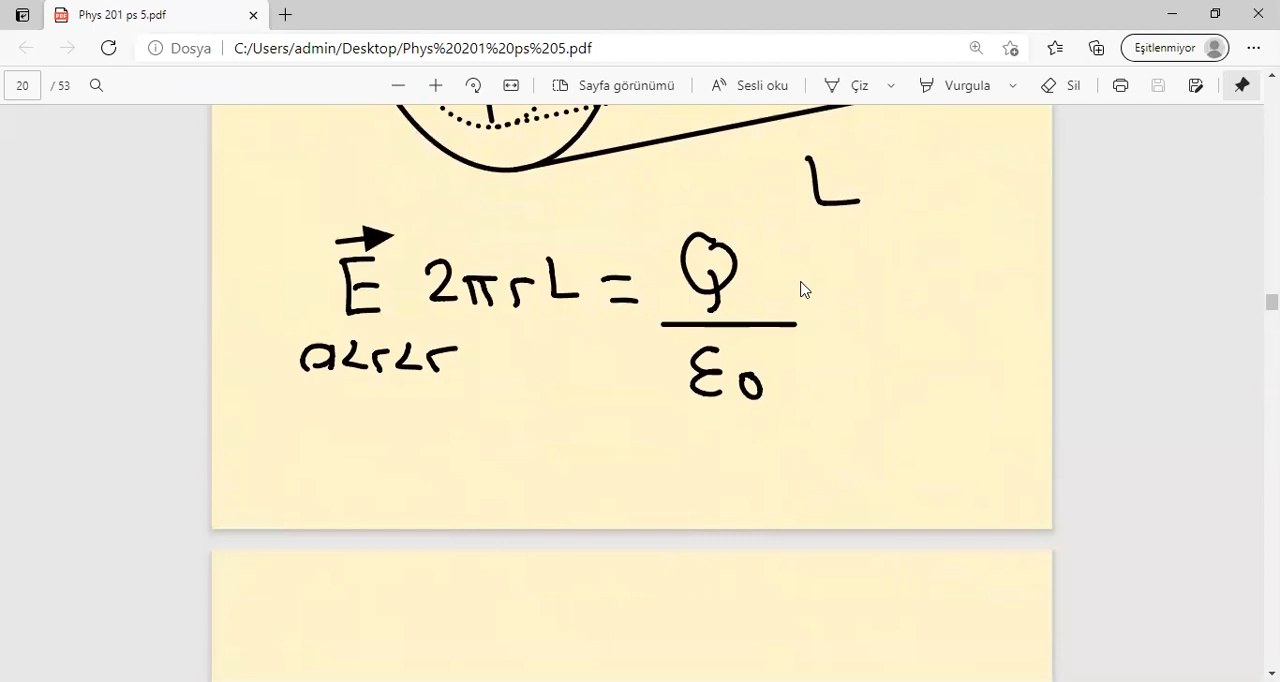 Phys 201 ps 5.pdf
Dosya C:/Users/admin/Desktop/Phys%20201%20ps%205.pdf Eşitlenmiyor
20 / 53 Sayfa görünümü Sesli oku Çiz Vurgula Sil
L
E⃗ 2πrL = Q / ε0
a<r<r